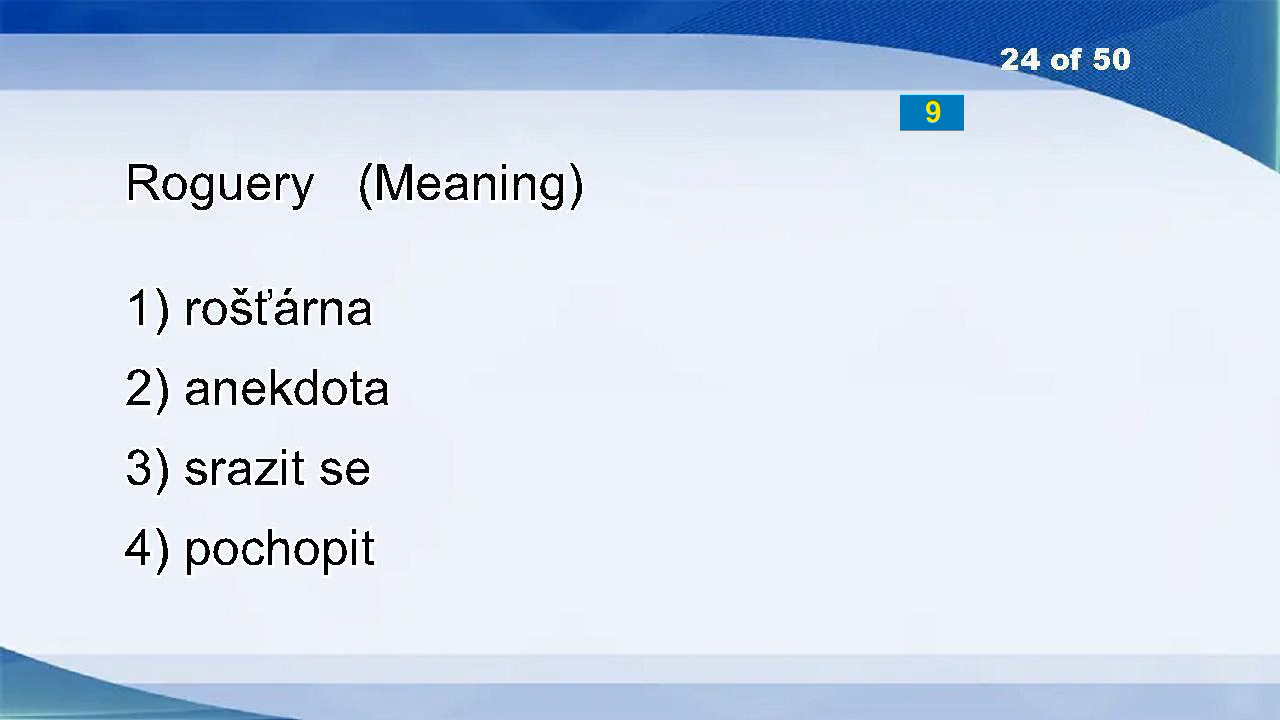 24 of 50
9
Roguery (Meaning)
1) rošťárna
2) anekdota
3) srazit se
4) pochopit